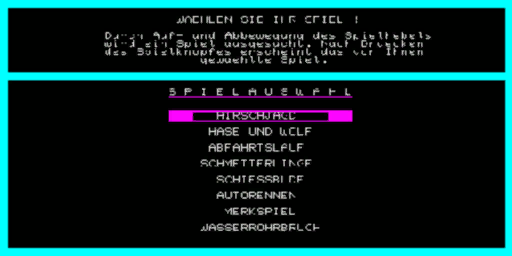 WAEHLEN SIE IHR SPIEL !
Durch Auf- und Abbewegung des Spielhebels
wird ein Spiel ausgesucht. Nach Druecken
des Spielknopfes erscheint das von Ihnen
gewaehlte Spiel.
S P I E L A U S W A H L
HIRSCHJAGD
HASE UND WOLF
ABFAHRTSLAUF
SCHMETTERLINGE
SCHIESSBUDE
AUTORENNEN
MERKSPIEL
WASSERROHRBRUCH